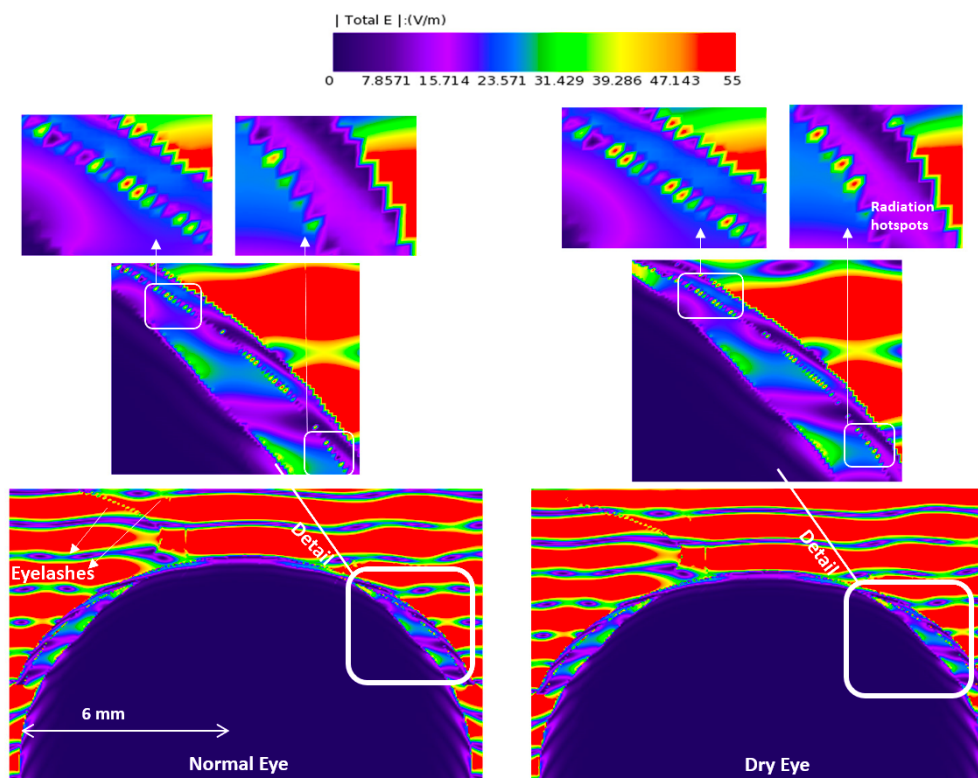 | Total E |:(V/m)
0 7.8571 15.714 23.571 31.429 39.286 47.143 55
Radiation
hotspots
Detail
Eyelashes
6 mm
Normal Eye
Detail
Dry Eye